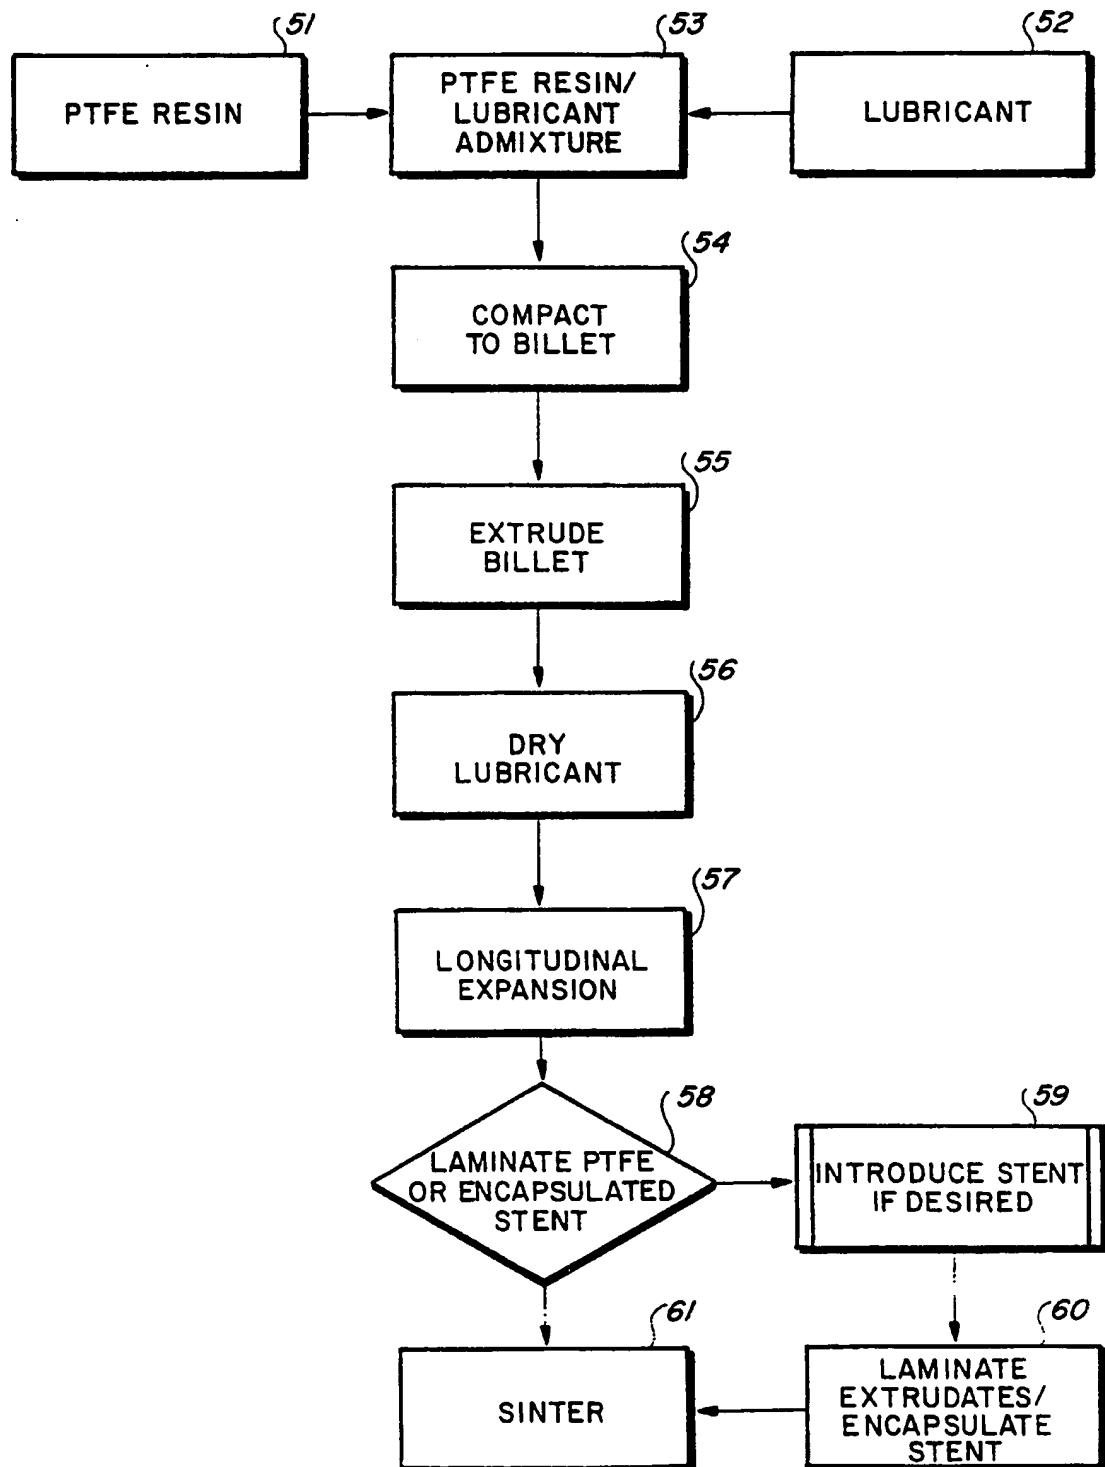 51
53
52
PTFE RESIN
PTFE RESIN/
LUBRICANT
ADMIXTURE
LUBRICANT
54
COMPACT
TO BILLET
55
EXTRUDE
BILLET
56
DRY
LUBRICANT
57
LONGITUDINAL
EXPANSION
58
LAMINATE PTFE
OR ENCAPSULATED
STENT
59
INTRODUCE STENT
IF DESIRED
61
SINTER
60
LAMINATE
EXTRUDATES/
ENCAPSULATE
STENT